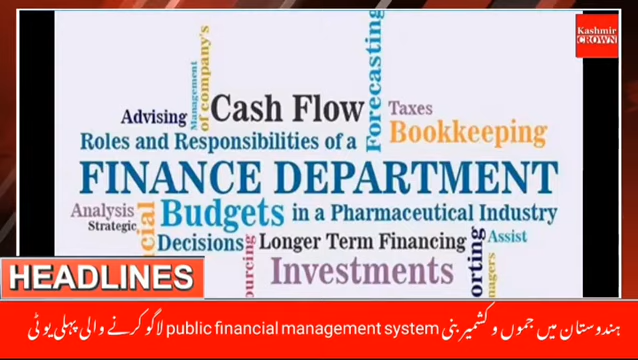 Kashmir
CROWN
Management
of company's
Forecasting
Advising
Cash Flow
Taxes
Roles and Responsibilities of a
Bookkeeping
FINANCE DEPARTMENT
Analysis
Strategic
Budgets
in a Pharmaceutical Industry
Decisions
Longer Term Financing
Assist
Investments
HEADLINES
ہندوستان میں جموں و کشمیر بنی public financial management system لاگو کرنے والی پہلی یو ٹی